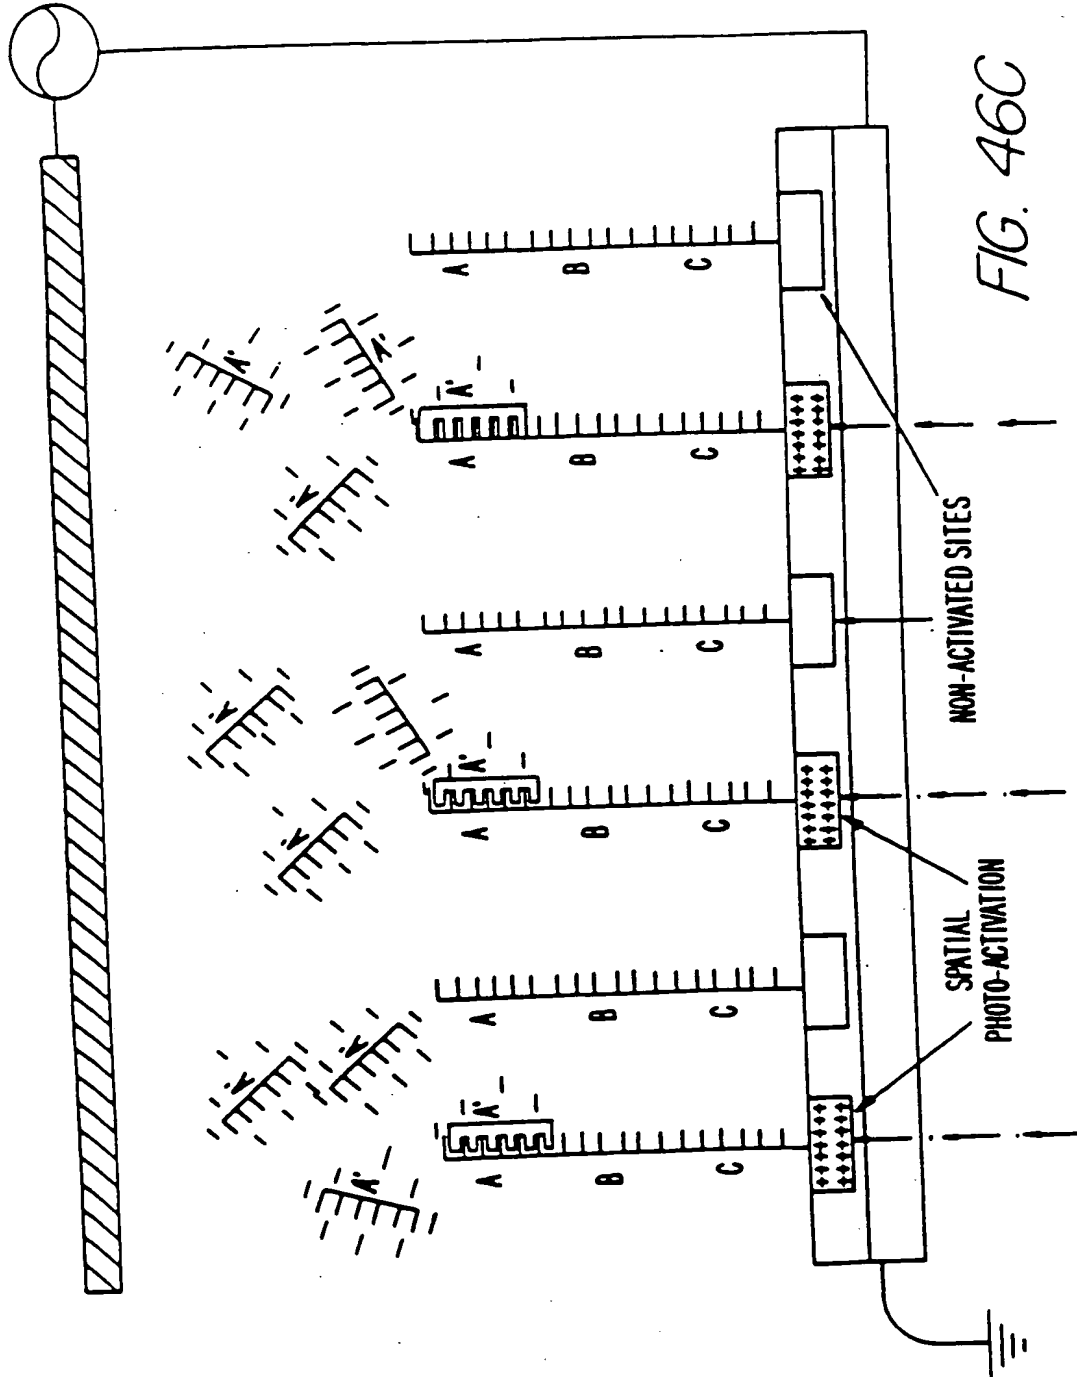 A' A' A'
A' A' A' A' A'
A' A' A'
A A A A A A
B B B B B B
C C C C C C
SPATIAL
PHOTO-ACTIVATION
NON-ACTIVATED SITES
FIG. 46C